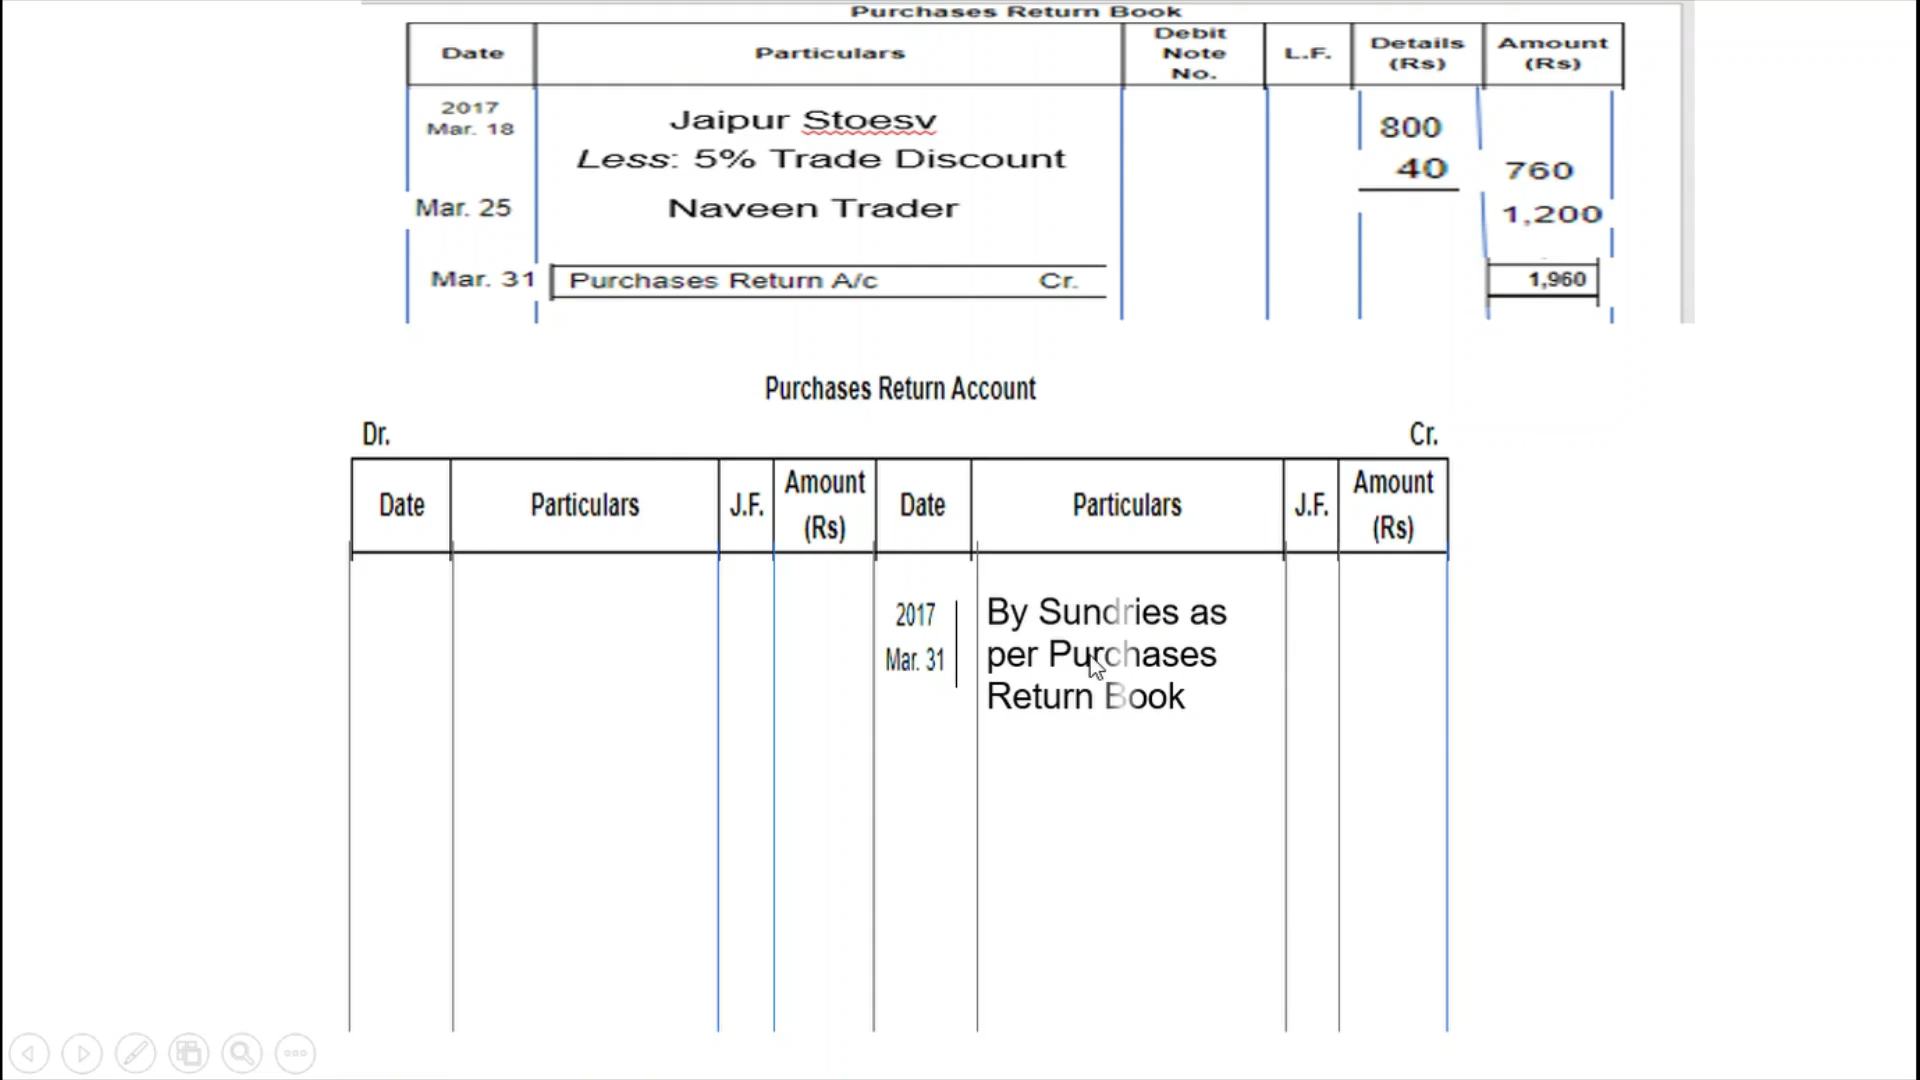 Purchases Return Book
Date Particulars Debit Note No. L.F. Details (Rs) Amount (Rs)
2017
Mar. 18 Jaipur Stoesv 800
Less: 5% Trade Discount 40 760
Mar. 25 Naveen Trader 1,200
Mar. 31 Purchases Return A/c Cr. 1,960
Purchases Return Account
Dr. Cr.
Date Particulars J.F. Amount (Rs) Date Particulars J.F. Amount (Rs)
2017 By Sundries as
Mar. 31 per Purchases
Return Book